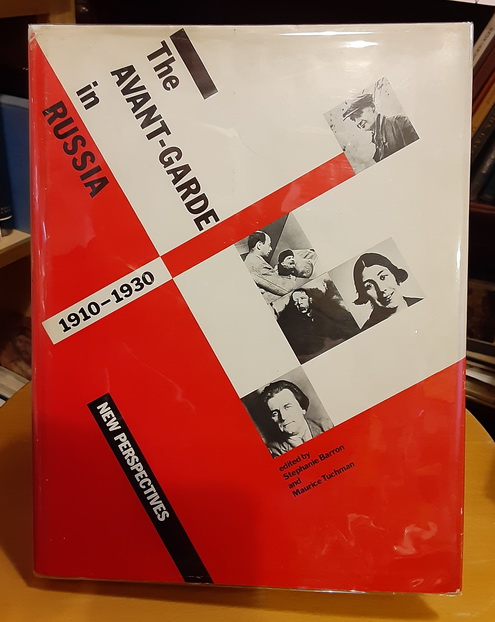 The
AVANT-GARDE
in
RUSSIA
1910–1930
NEW PERSPECTIVES
edited by
Stephanie Barron
and
Maurice Tuchman